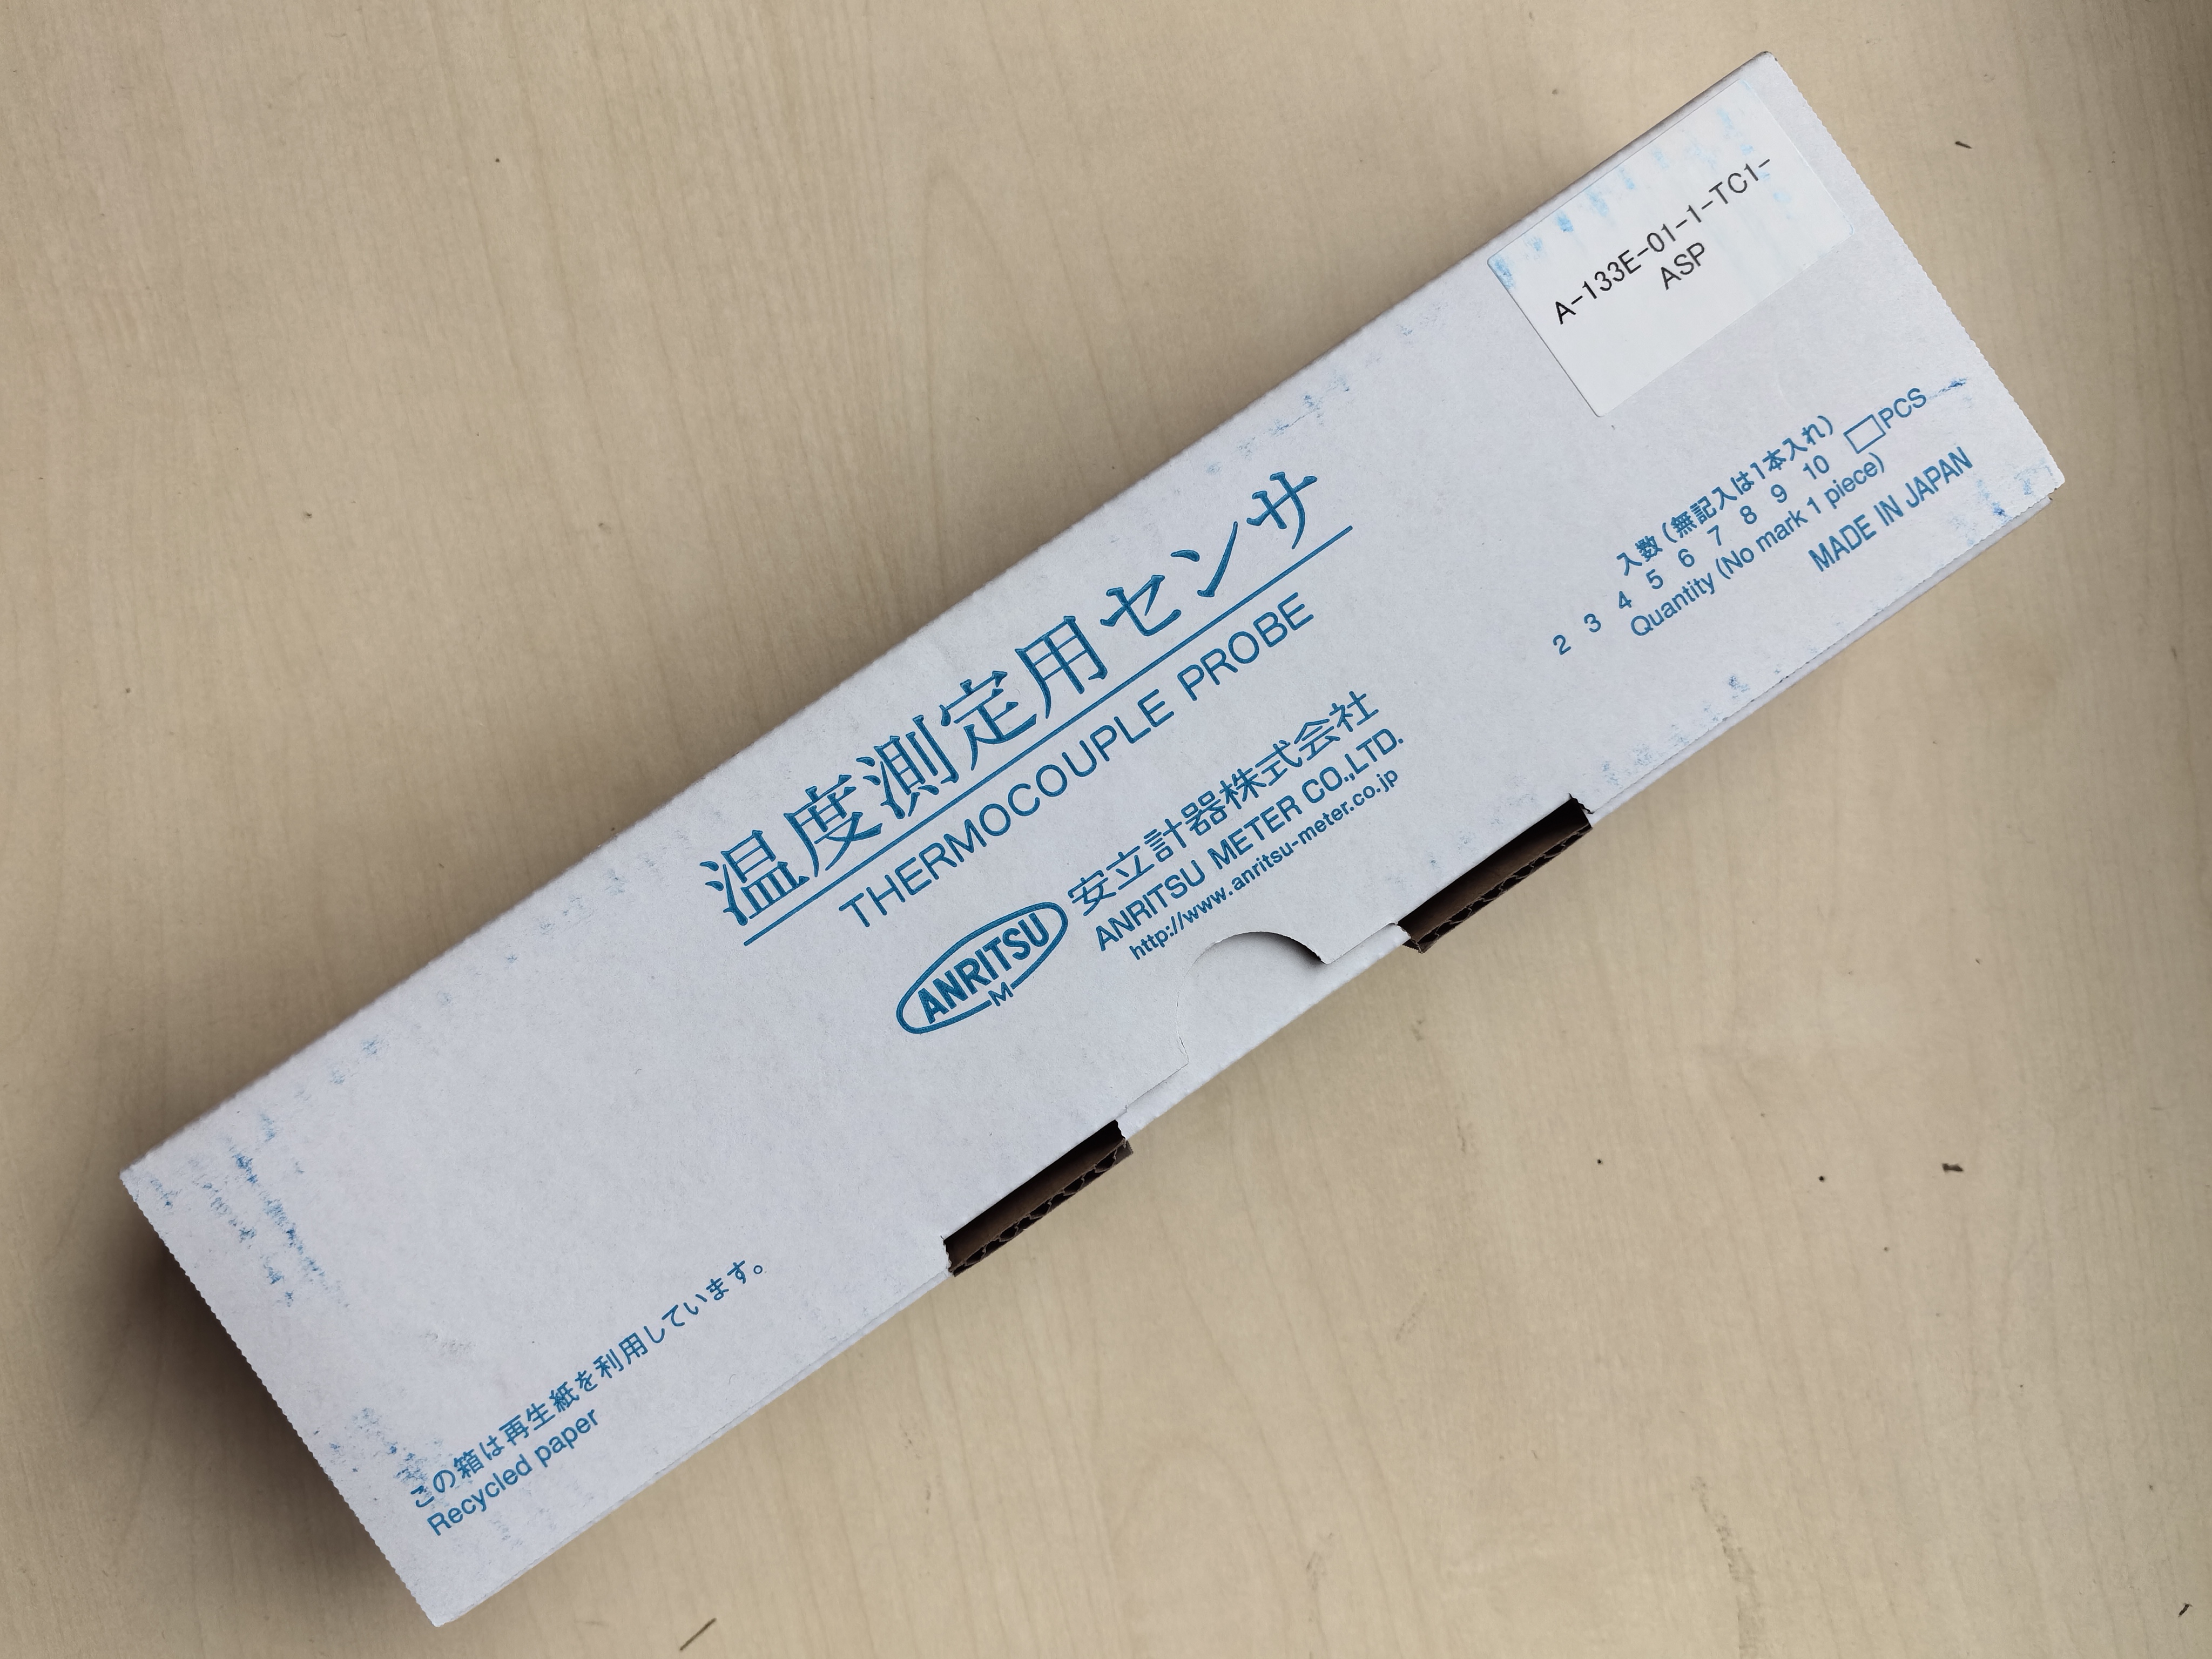 A-133E-01-1-TC1-
ASP
温度測定用センサ
THERMOCOUPLE PROBE
ANRITSU
M
安立計器株式会社
ANRITSU METER CO.,LTD.
http://www.anritsu-meter.co.jp
入数(無記入は1本入れ)
2 3 4 5 6 7 8 9 10 □PCS
Quantity (No mark 1 piece)
MADE IN JAPAN
この箱は再生紙を利用しています。
Recycled paper